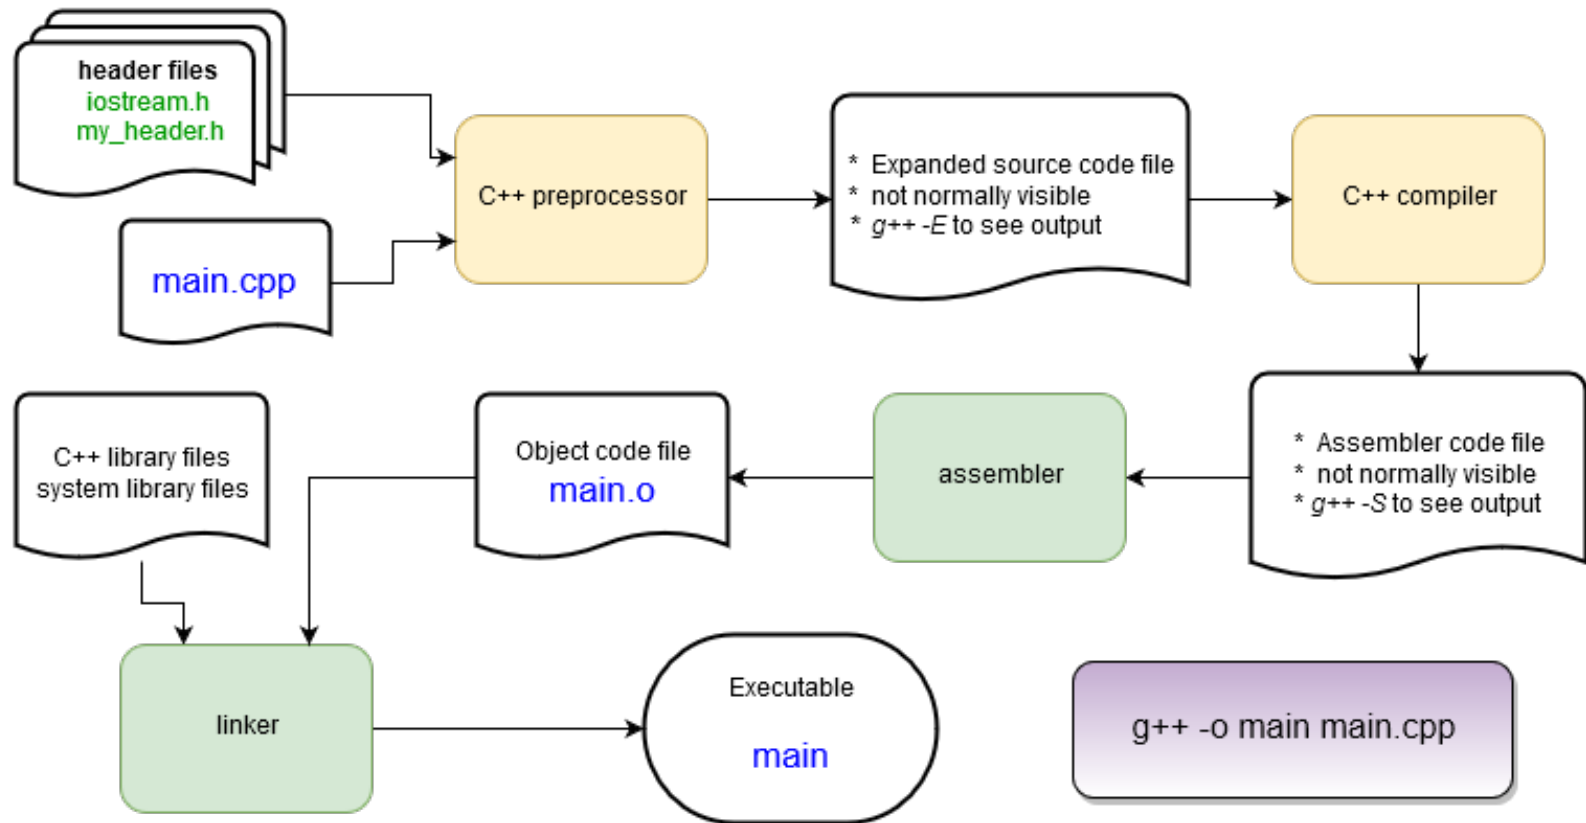 header files
iostream.h
my_header.h
main.cpp
C++ preprocessor
* Expanded source code file
* not normally visible
* g++ -E to see output
C++ compiler
* Assembler code file
* not normally visible
* g++ -S to see output
assembler
Object code file
main.o
C++ library files
system library files
linker
Executable
main
g++ -o main main.cpp